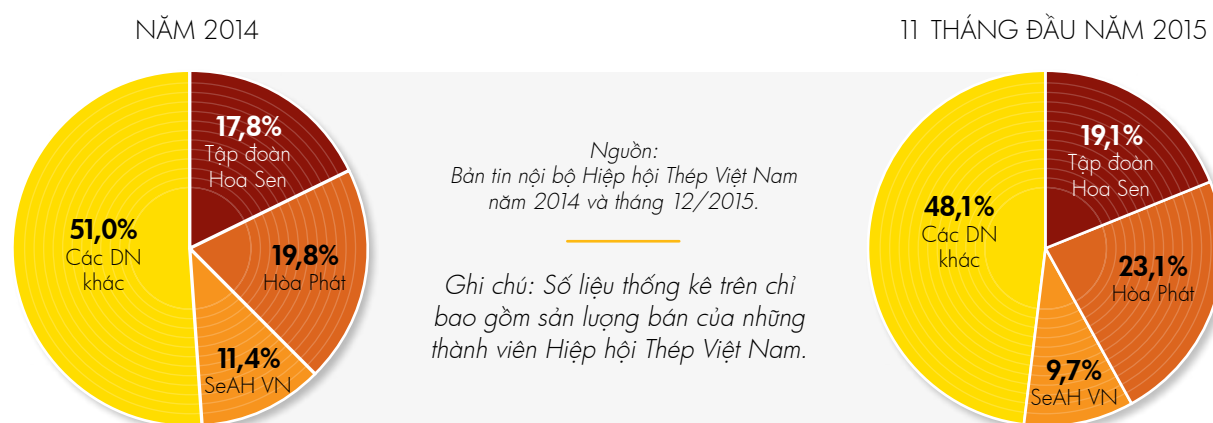 NĂM 2014
17,8%
Tập đoàn
Hoa Sen
19,8%
Hòa Phát
11,4%
SeAH VN
51,0%
Các DN
khác
Nguồn:
Bản tin nội bộ Hiệp hội Thép Việt Nam
năm 2014 và tháng 12/2015.
Ghi chú: Số liệu thống kê trên chỉ
bao gồm sản lượng bán của những
thành viên Hiệp hội Thép Việt Nam.
11 THÁNG ĐẦU NĂM 2015
19,1%
Tập đoàn
Hoa Sen
23,1%
Hòa Phát
9,7%
SeAH VN
48,1%
Các DN
khác